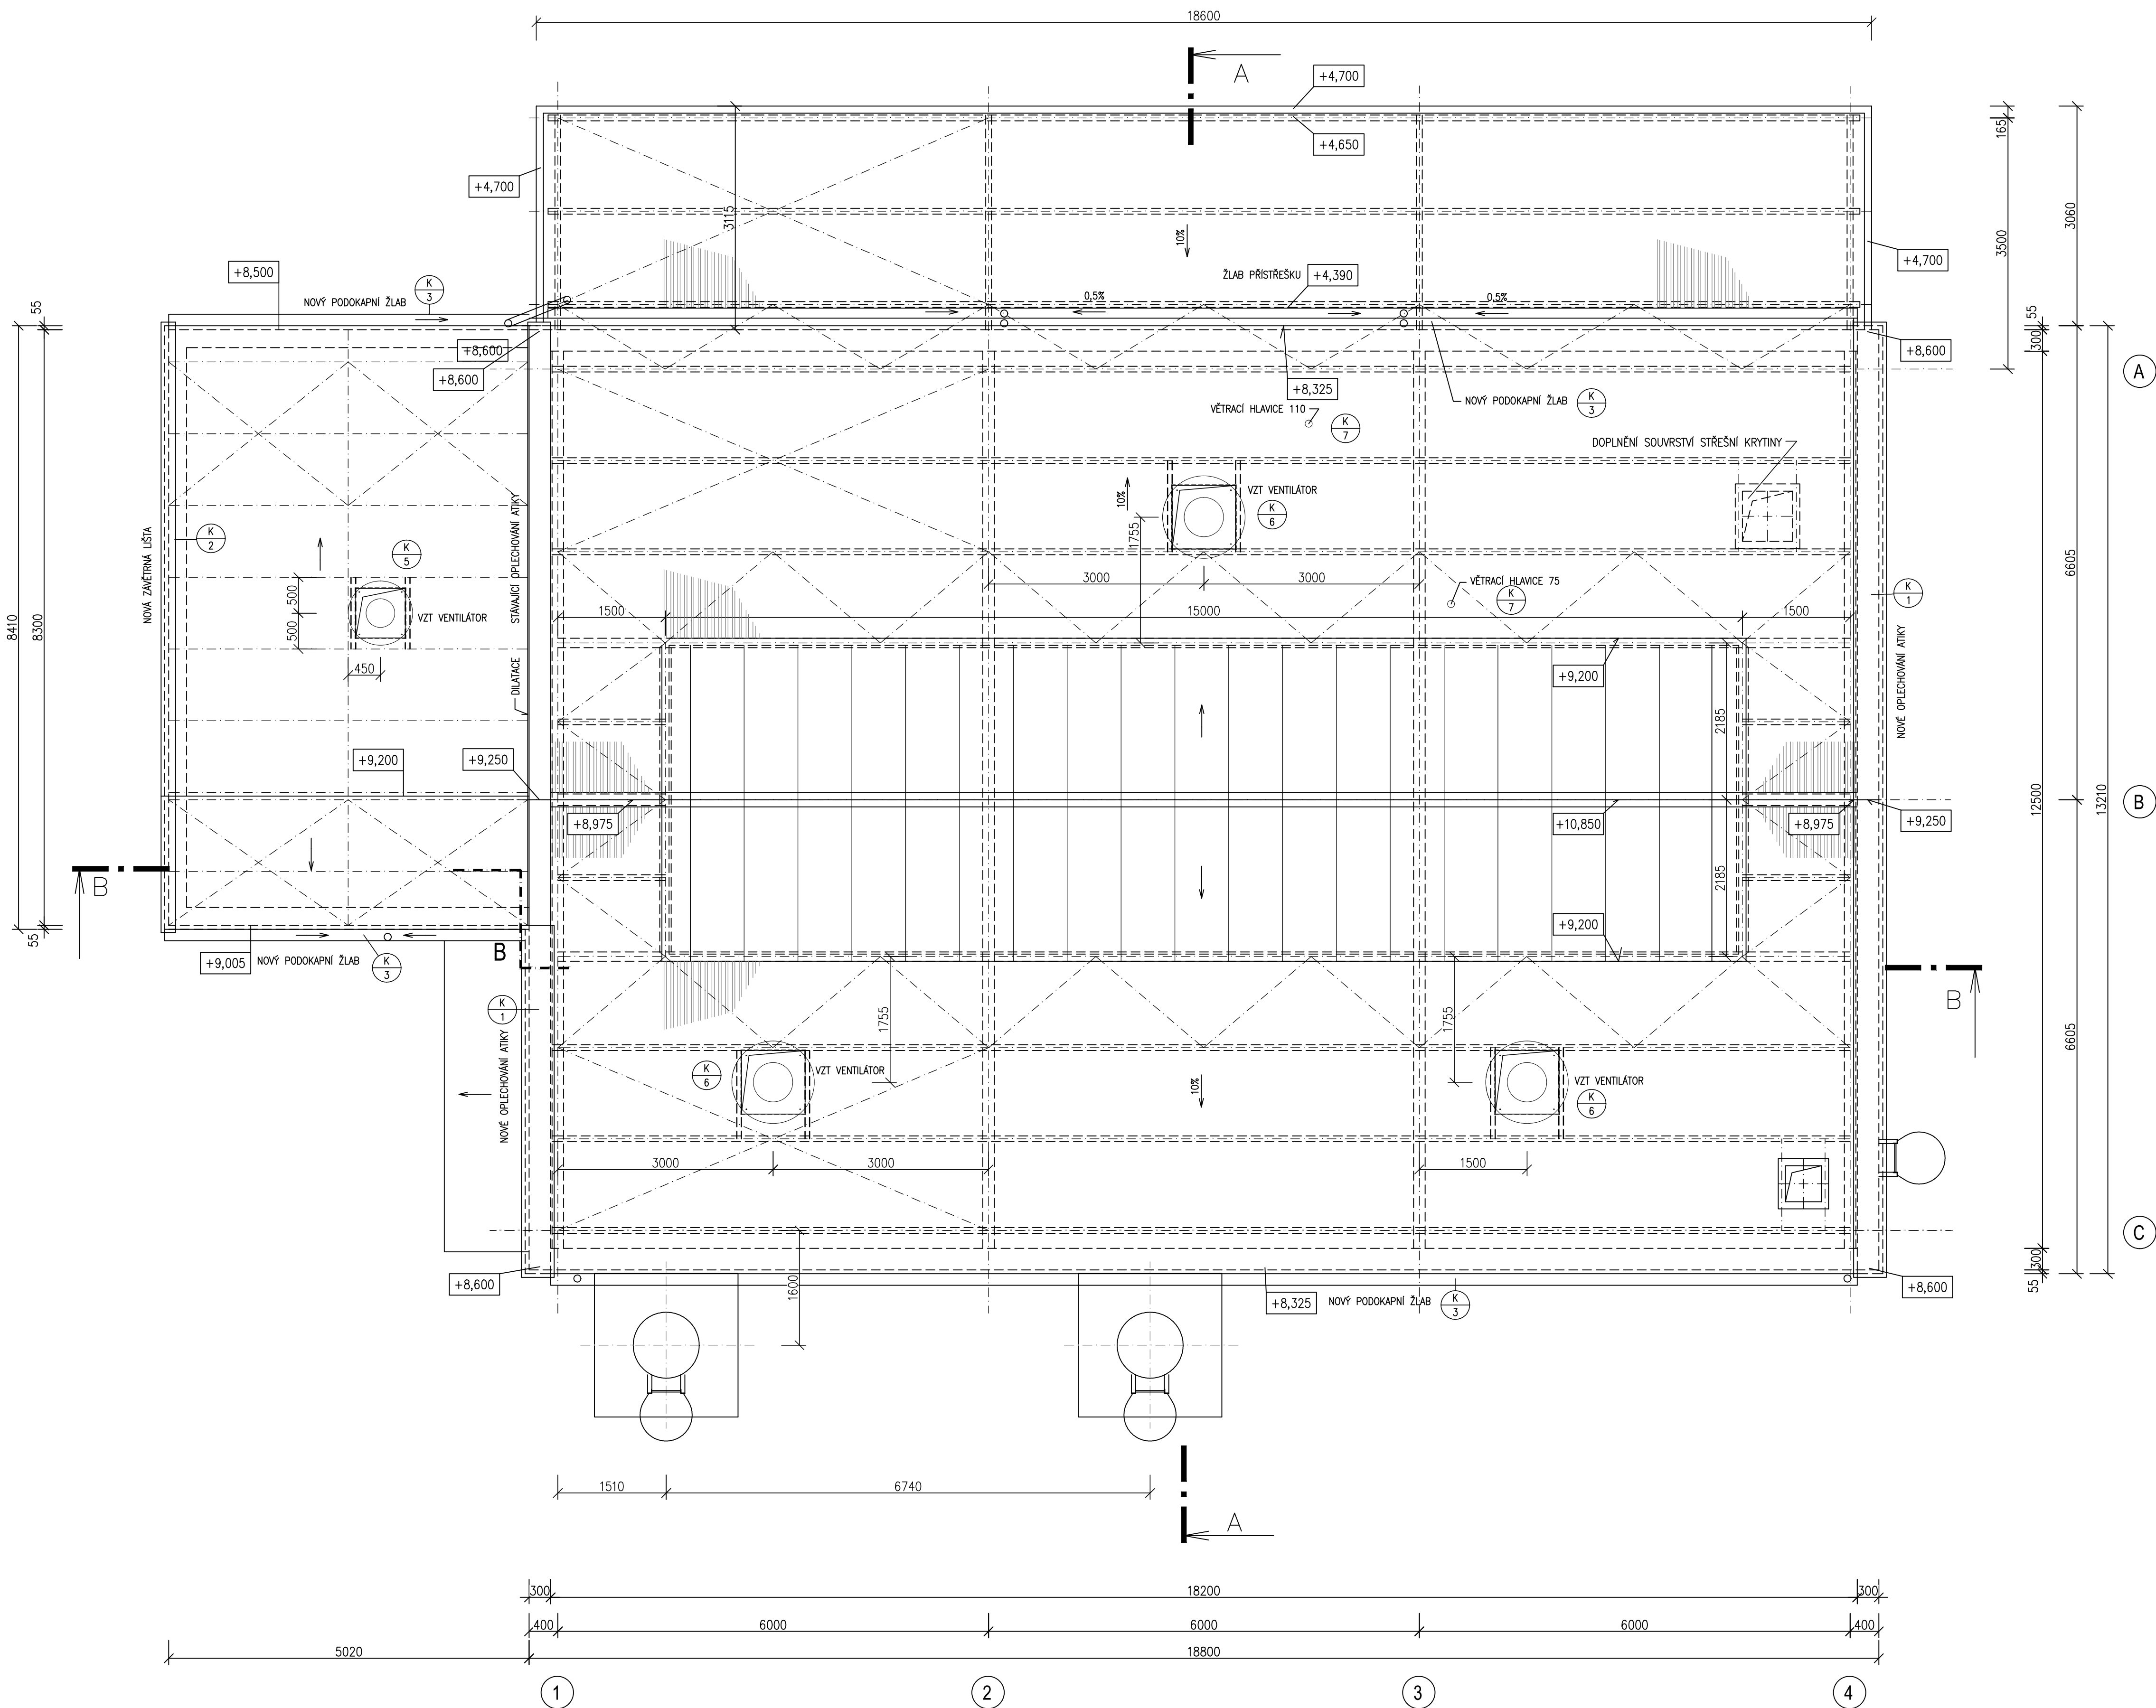 18600
A
+4,700
+4,650
+4,700
3115
10%
165
3500
3060
+4,700
+8,500
NOVÝ PODOKAPNÍ ŽLAB
K
3
ŽLAB PŘÍSTŘEŠKU
+4,390
0,5%
0,5%
55
55
300
+8,600
+8,600
+8,600
A
+8,325
NOVÝ PODOKAPNÍ ŽLAB
K
3
VĚTRACÍ HLAVICE 110
K
7
DOPLNĚNÍ SOUVRSTVÍ STŘEŠNÍ KRYTINY
VZT VENTILÁTOR
K
6
10%
1755
NOVÁ ZÁVĚTRNÁ LIŠTA
K
2
K
5
STÁVAJÍCÍ OPLECHOVÁNÍ ATIKY
500
500
VZT VENTILÁTOR
450
DILATACE
3000
3000
VĚTRACÍ HLAVICE 75
K
7
K
1
6605
1500
15000
1500
8410
8300
NOVÉ OPLECHOVÁNÍ ATIKY
+9,200
2185
+9,200
+9,250
+8,975
+10,850
+8,975
+9,250
12500
13210
B
B
2185
+9,200
55
+9,005
NOVÝ PODOKAPNÍ ŽLAB
K
3
B
B
K
1
NOVÉ OPLECHOVÁNÍ ATIKY
1755
1755
6605
K
6
VZT VENTILÁTOR
10%
VZT VENTILÁTOR
K
6
3000
3000
1500
C
+8,600
1600
+8,325
NOVÝ PODOKAPNÍ ŽLAB
K
3
300
55
+8,600
1510
6740
A
300
18200
300
400
6000
6000
6000
400
5020
18800
1
2
3
4